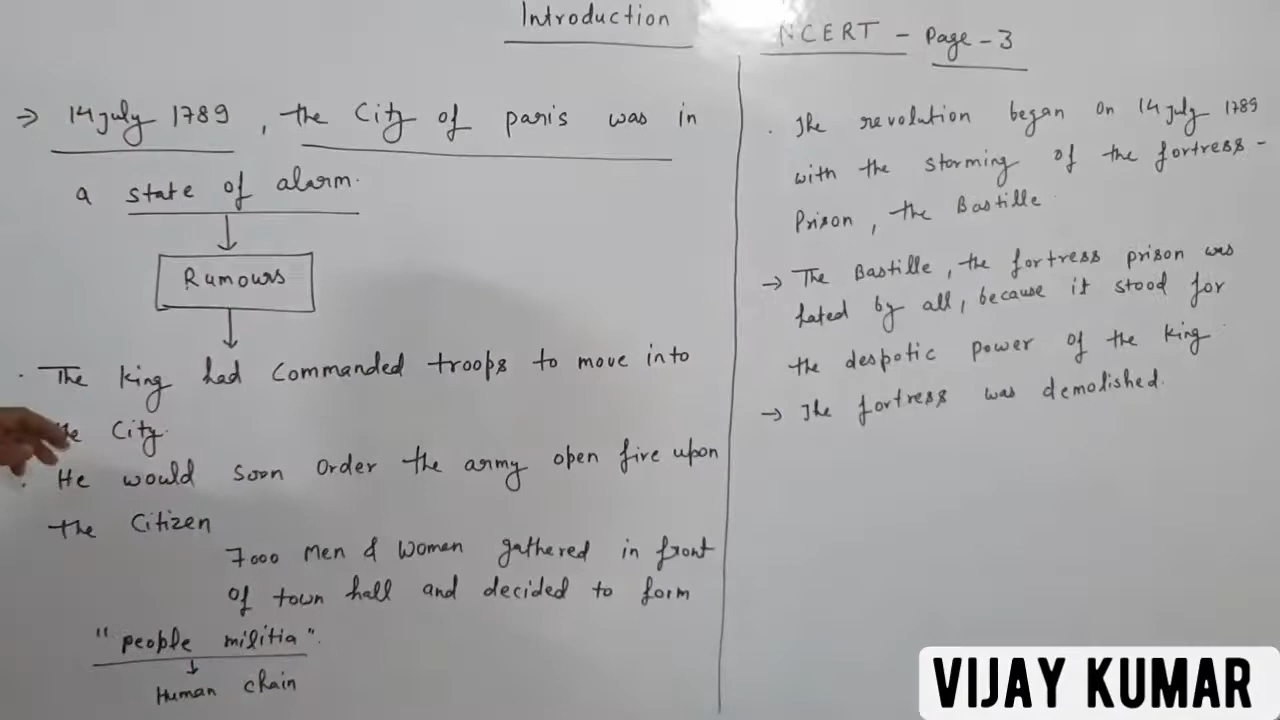 Introduction
→ 14 july 1789, the City of paris was in
a state of alarm.
Rumours
. The king had Commanded troops to move into
the City.
. He would soon Order the army open fire upon
the Citizen
7000 Men & Women gathered in front
of town hall and decided to form
"people militia".
Human chain
NCERT - Page - 3
. The revolution began On 14 july 1789
with the storming of the fortress -
Prison, the Bastille.
→ The Bastille, the fortress prison was
hated by all, because it stood for
the despotic power of the king.
→ The fortress was demolished.
VIJAY KUMAR